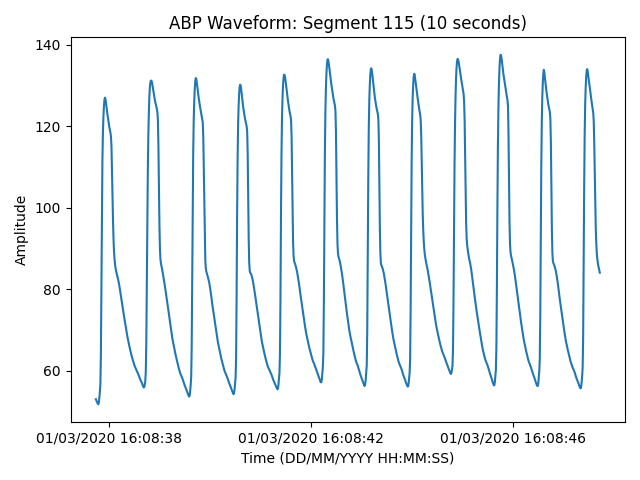 ABP Waveform: Segment 115 (10 seconds)
140
120
100
80
60
Amplitude
01/03/2020 16:08:38
01/03/2020 16:08:42
01/03/2020 16:08:46
Time (DD/MM/YYYY HH:MM:SS)